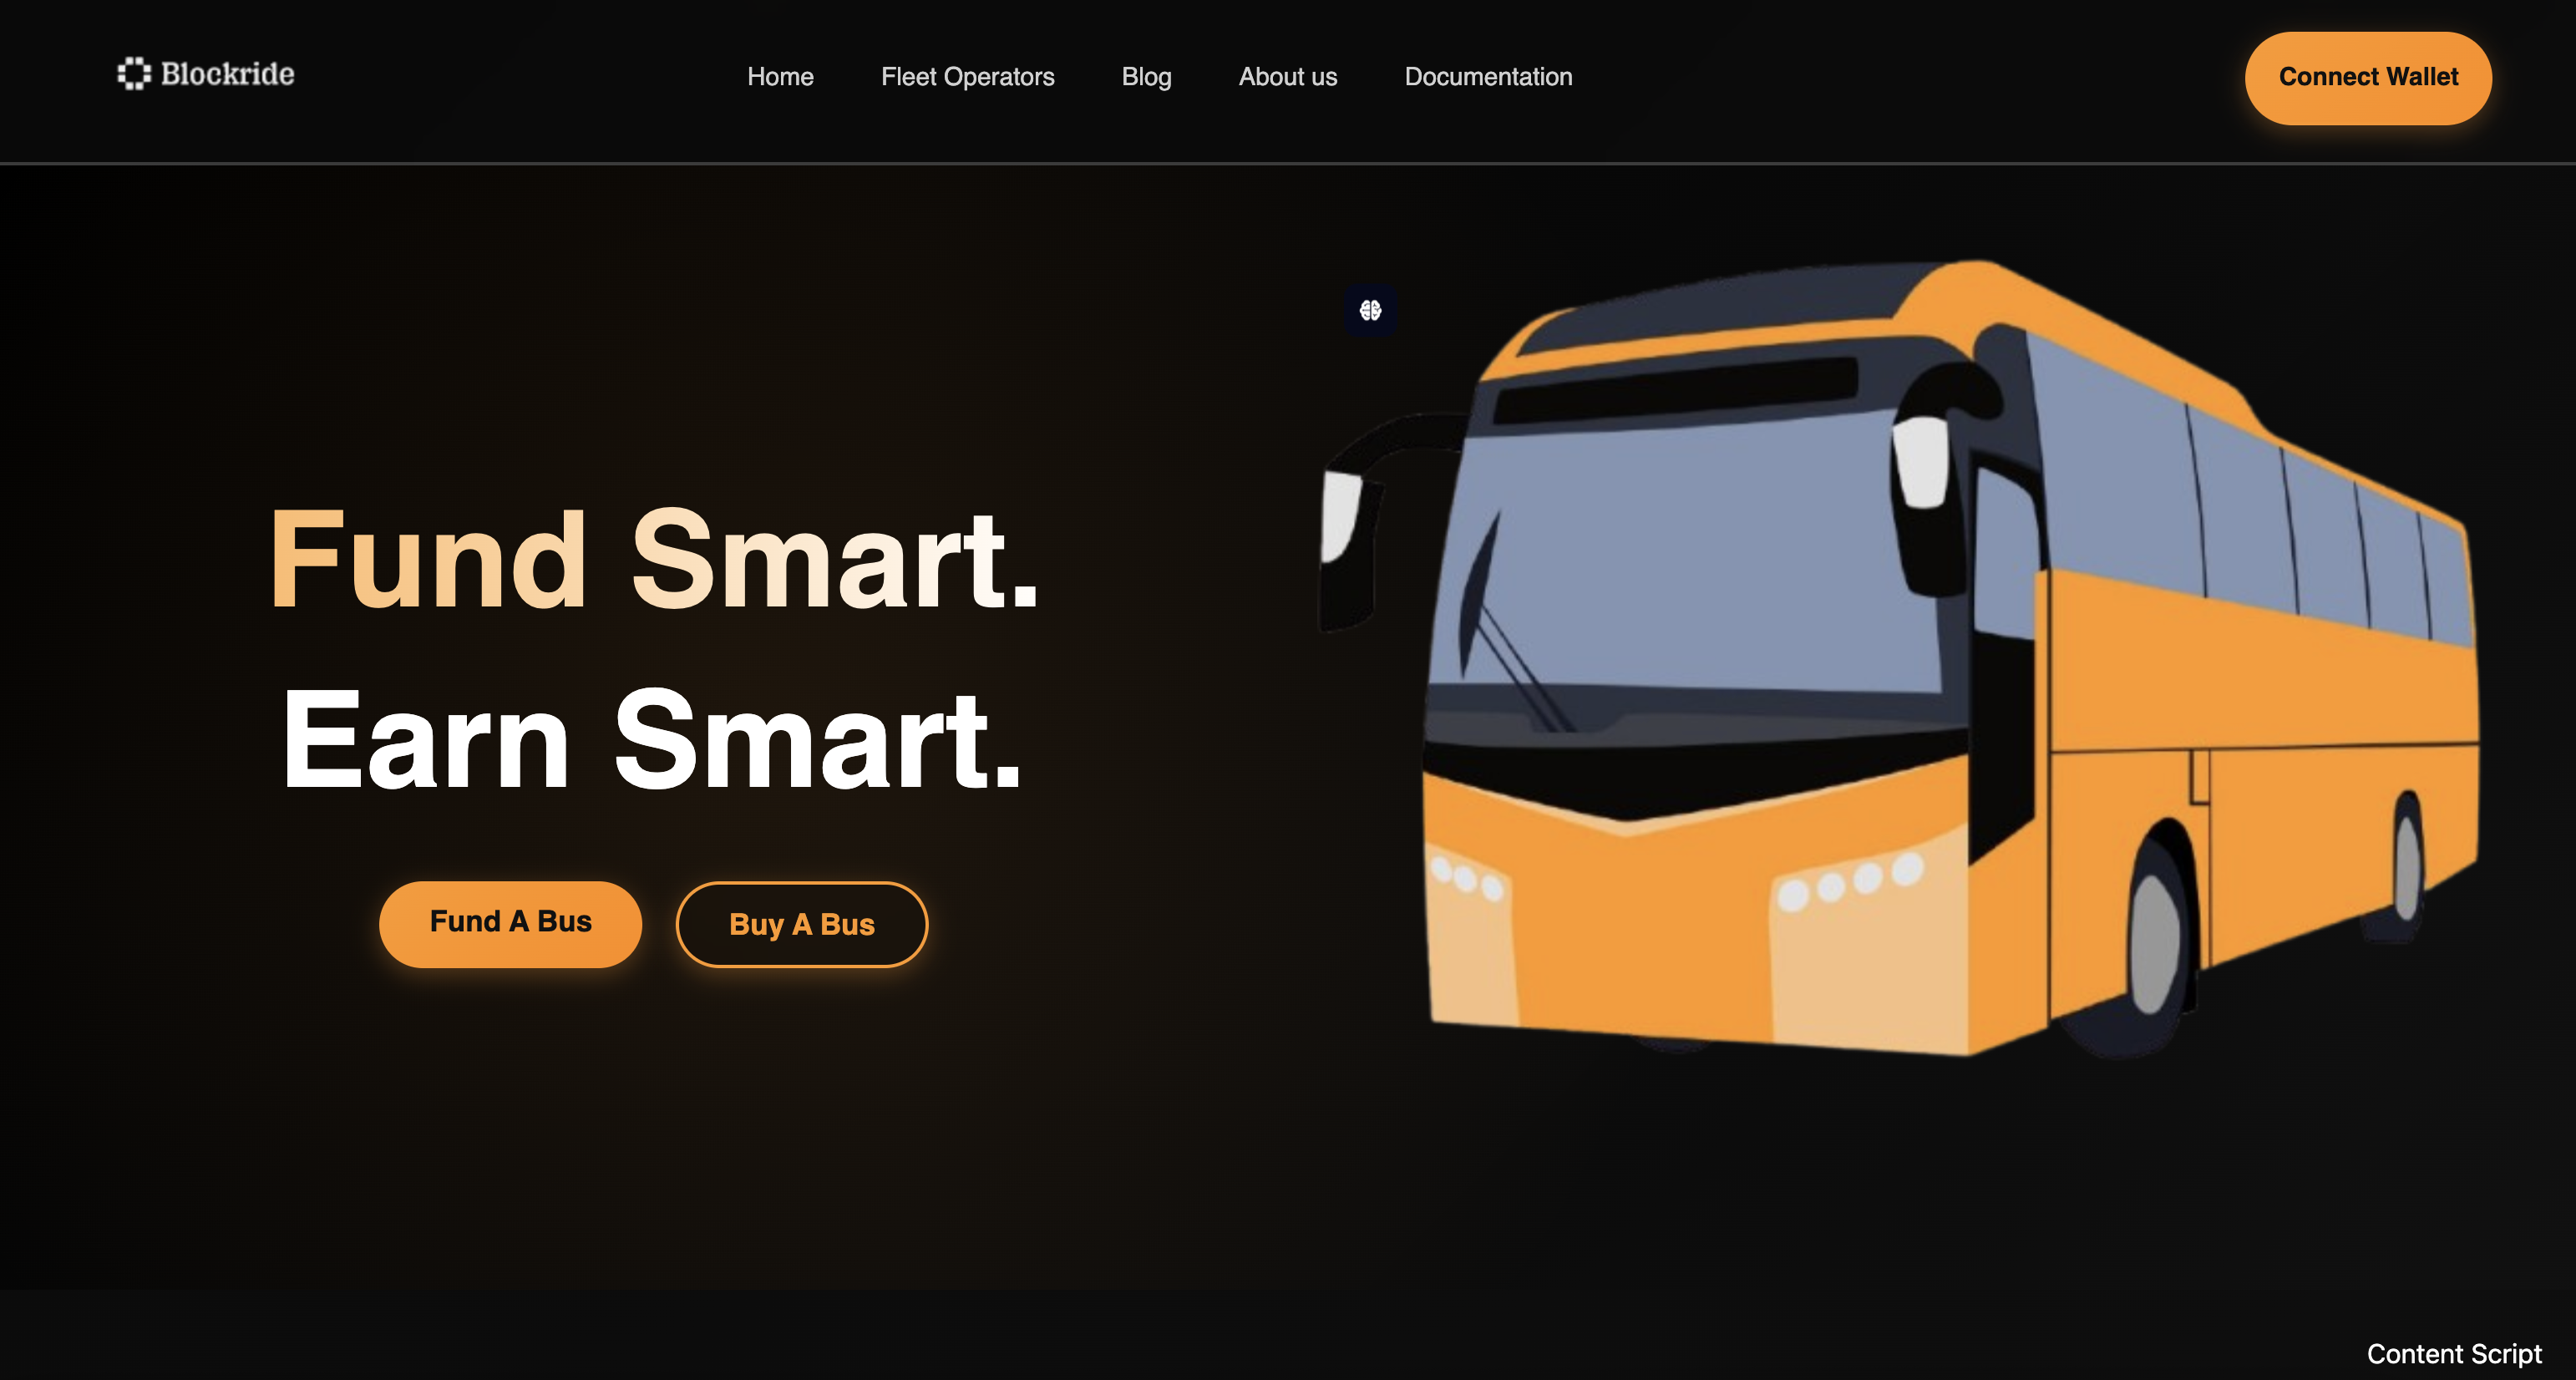 Blockride
Home
Fleet Operators
Blog
About us
Documentation
Connect Wallet
Fund Smart.
Earn Smart.
Fund A Bus
Buy A Bus
Content Script